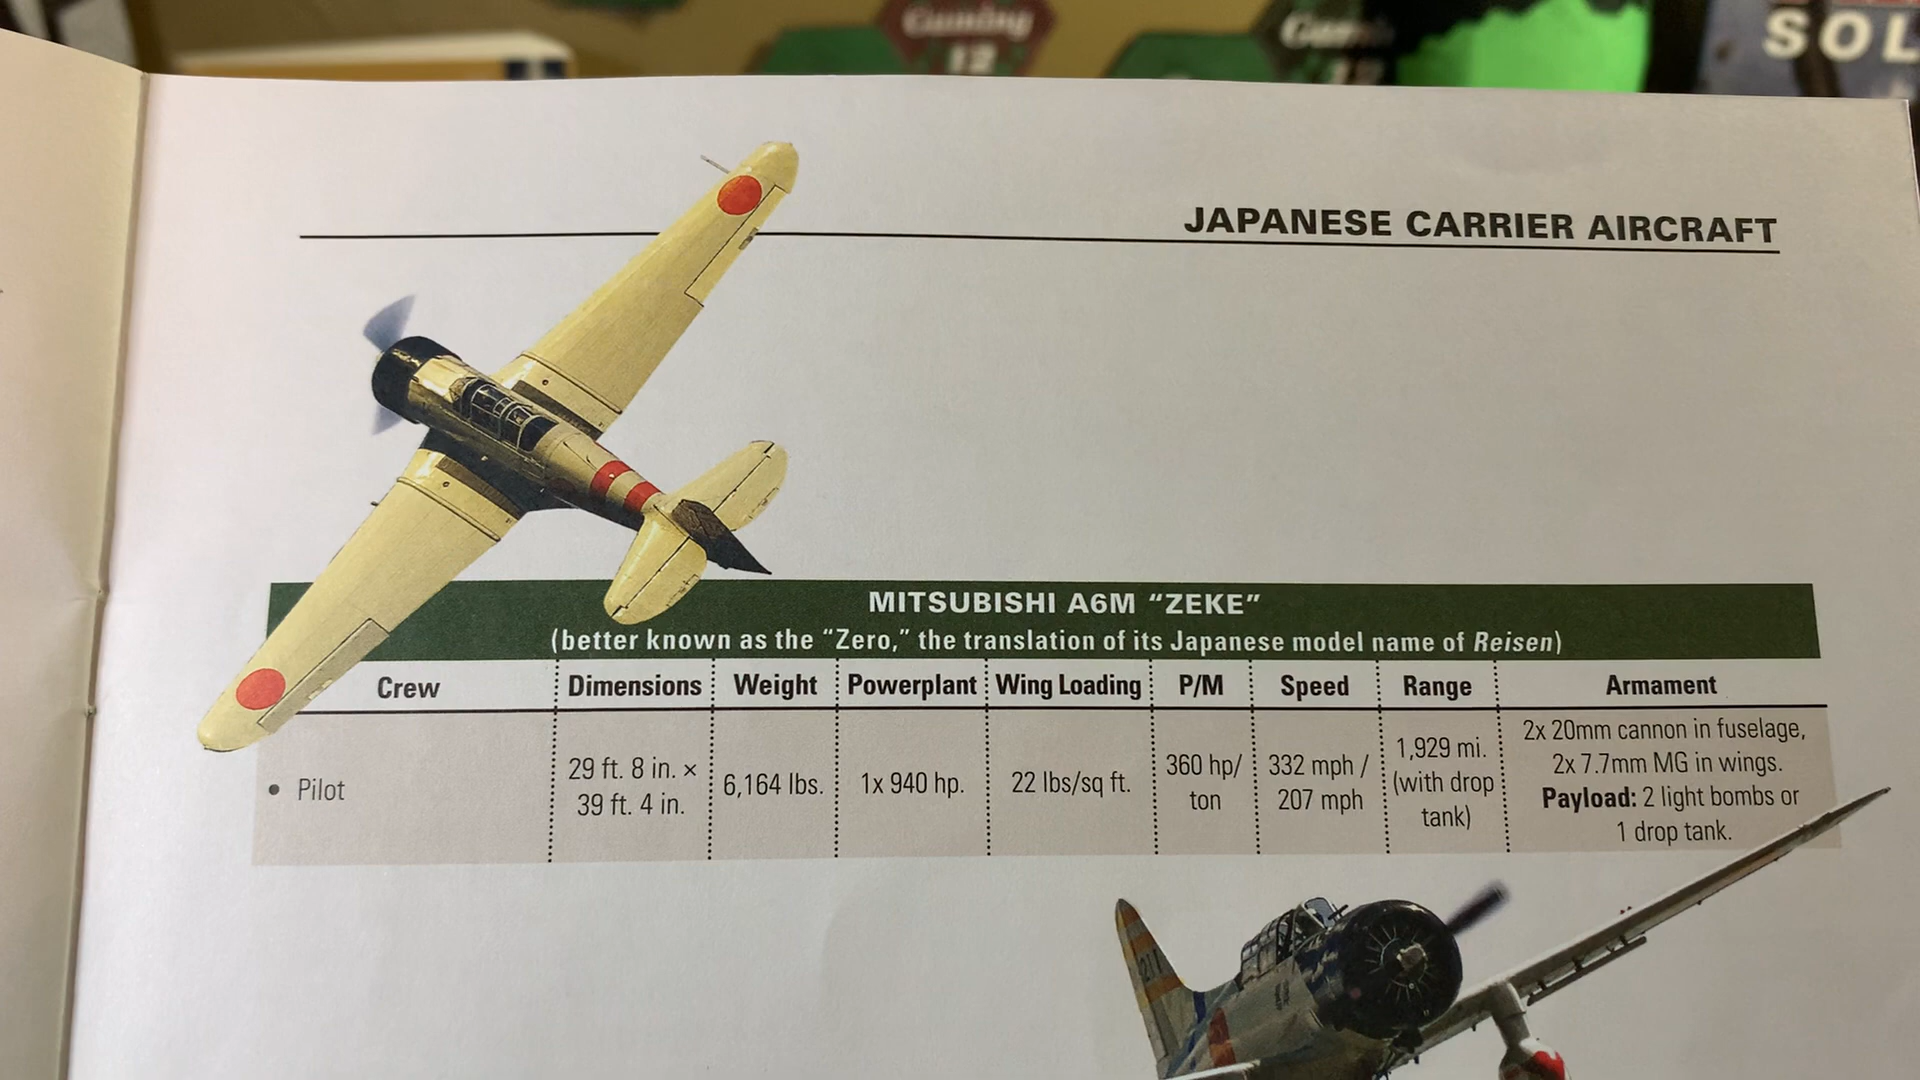 Gaming
12
SOL
JAPANESE CARRIER AIRCRAFT
MITSUBISHI A6M “ZEKE”
(better known as the “Zero,” the translation of its Japanese model name of Reisen)
Crew Dimensions Weight Powerplant Wing Loading P/M Speed Range Armament
• Pilot
29 ft. 8 in. ×
39 ft. 4 in.
6,164 lbs.
1x 940 hp.
22 lbs/sq ft.
360 hp/
ton
332 mph /
207 mph
1,929 mi.
(with drop
tank)
2x 20mm cannon in fuselage,
2x 7.7mm MG in wings.
Payload: 2 light bombs or
1 drop tank.
211